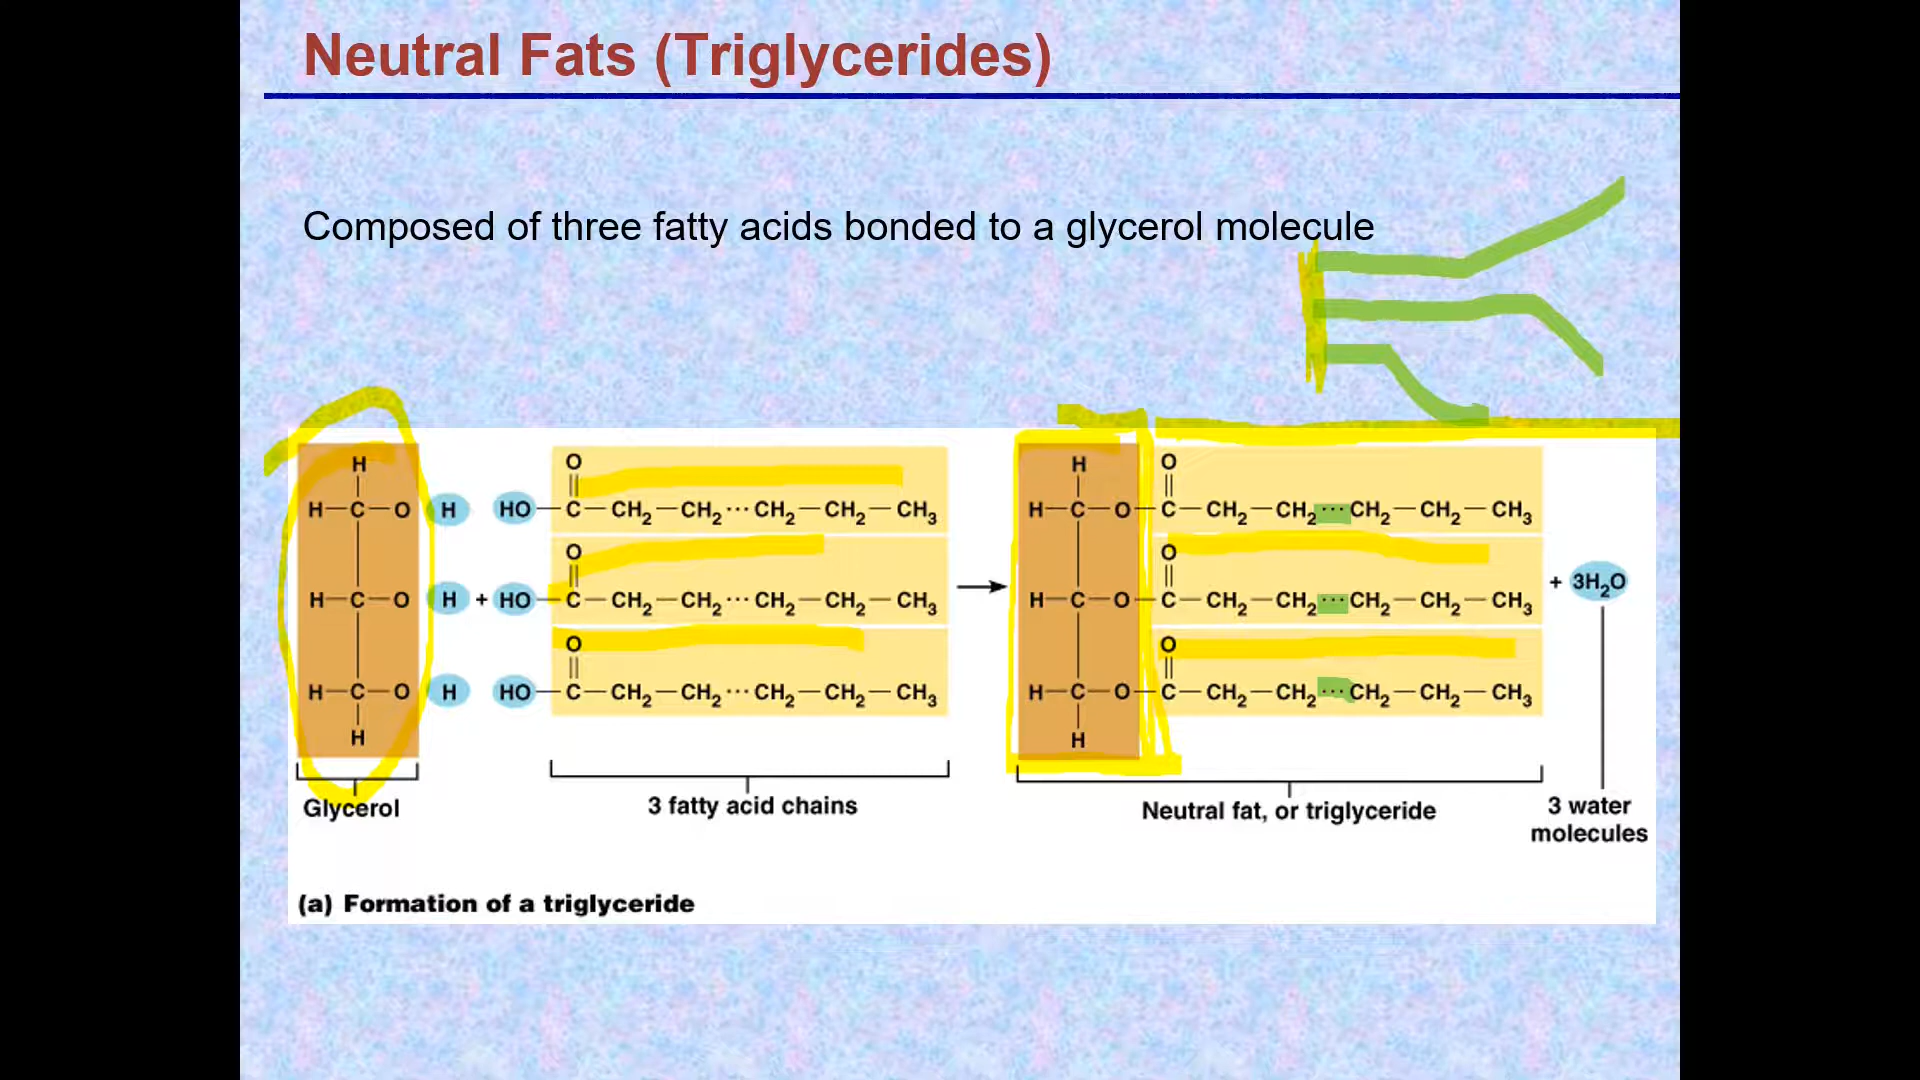 Neutral Fats (Triglycerides)
Composed of three fatty acids bonded to a glycerol molecule
H O H O
H—C—O H HO—C—CH₂—CH₂···CH₂—CH₂—CH₃ H—C—O—C—CH₂—CH₂···CH₂—CH₂—CH₃
O O
H—C—O H + HO—C—CH₂—CH₂···CH₂—CH₂—CH₃ → H—C—O—C—CH₂—CH₂···CH₂—CH₂—CH₃ + 3H₂O
O O
H—C—O H HO—C—CH₂—CH₂···CH₂—CH₂—CH₃ H—C—O—C—CH₂—CH₂···CH₂—CH₂—CH₃
H H
Glycerol
3 fatty acid chains
Neutral fat, or triglyceride
3 water
molecules
(a) Formation of a triglyceride